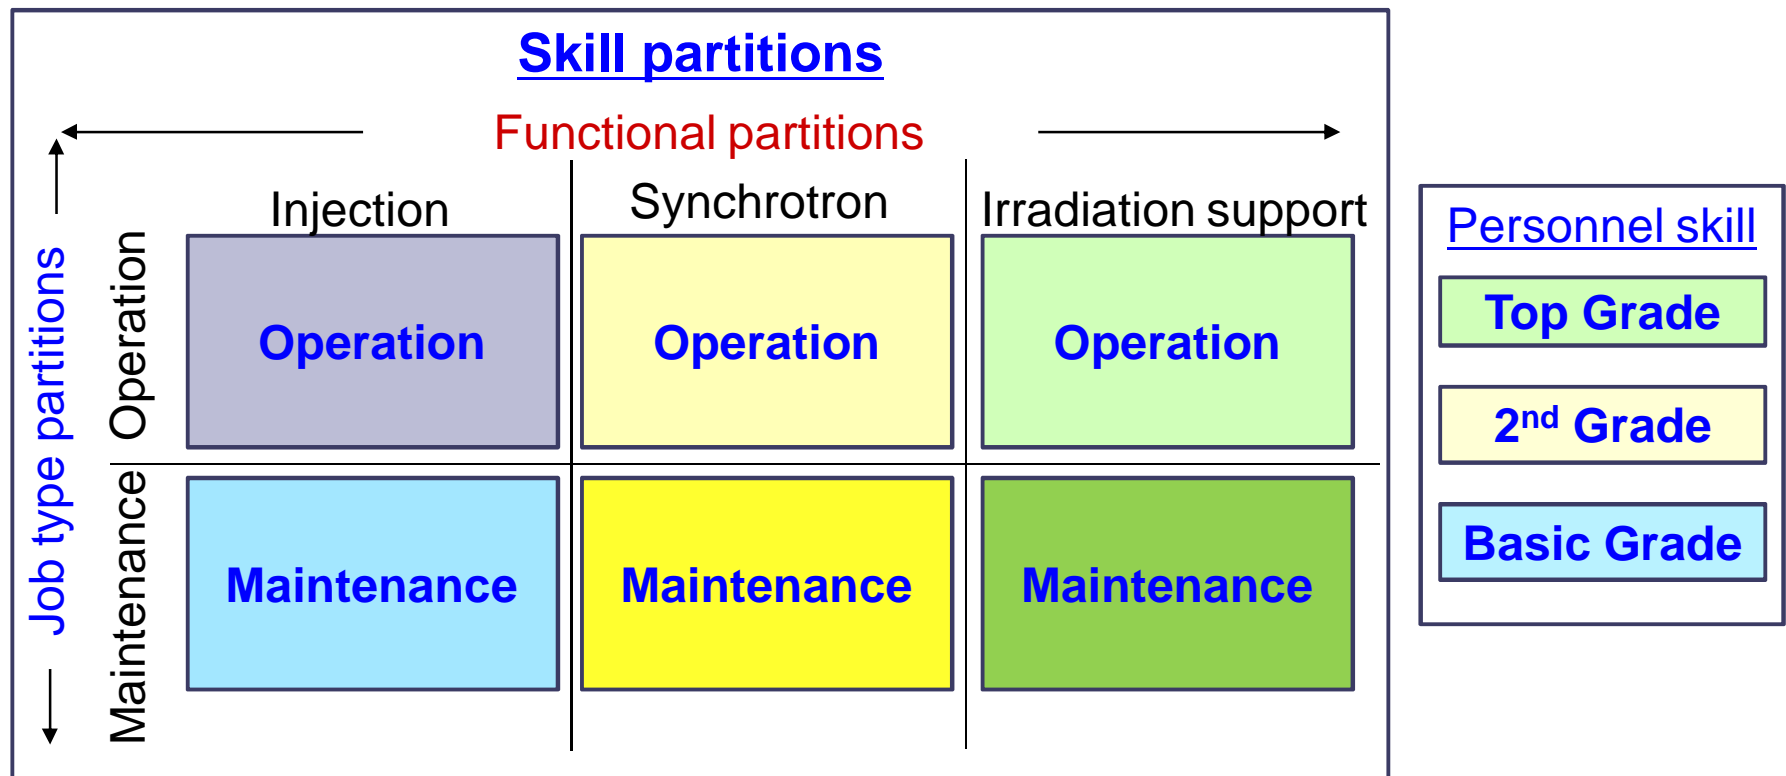 Skill partitions
Functional partitions
Injection
Synchrotron
Irradiation support
Job type partitions
Operation
Operation
Operation
Operation
Maintenance
Maintenance
Maintenance
Maintenance
Personnel skill
Top Grade
2nd Grade
Basic Grade